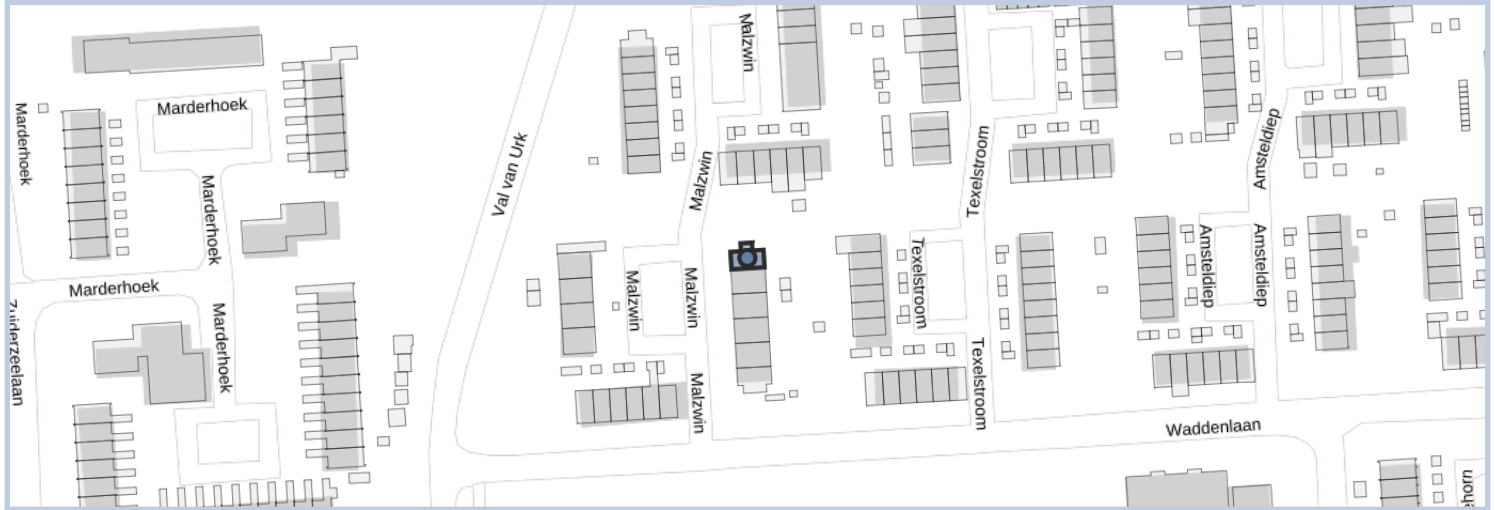 Malzwin
Marderhoek
Marderhoek
Val van Urk
Malzwin
Texelstroom
Amsteldiep
Marderhoek
Amsteldiep
Amsteldiep
Texelstroom
Malzwin
Malzwin
Marderhoek
Zuiderzeelaan
Marderhoek
Malzwin
Texelstroom
Waddenlaan